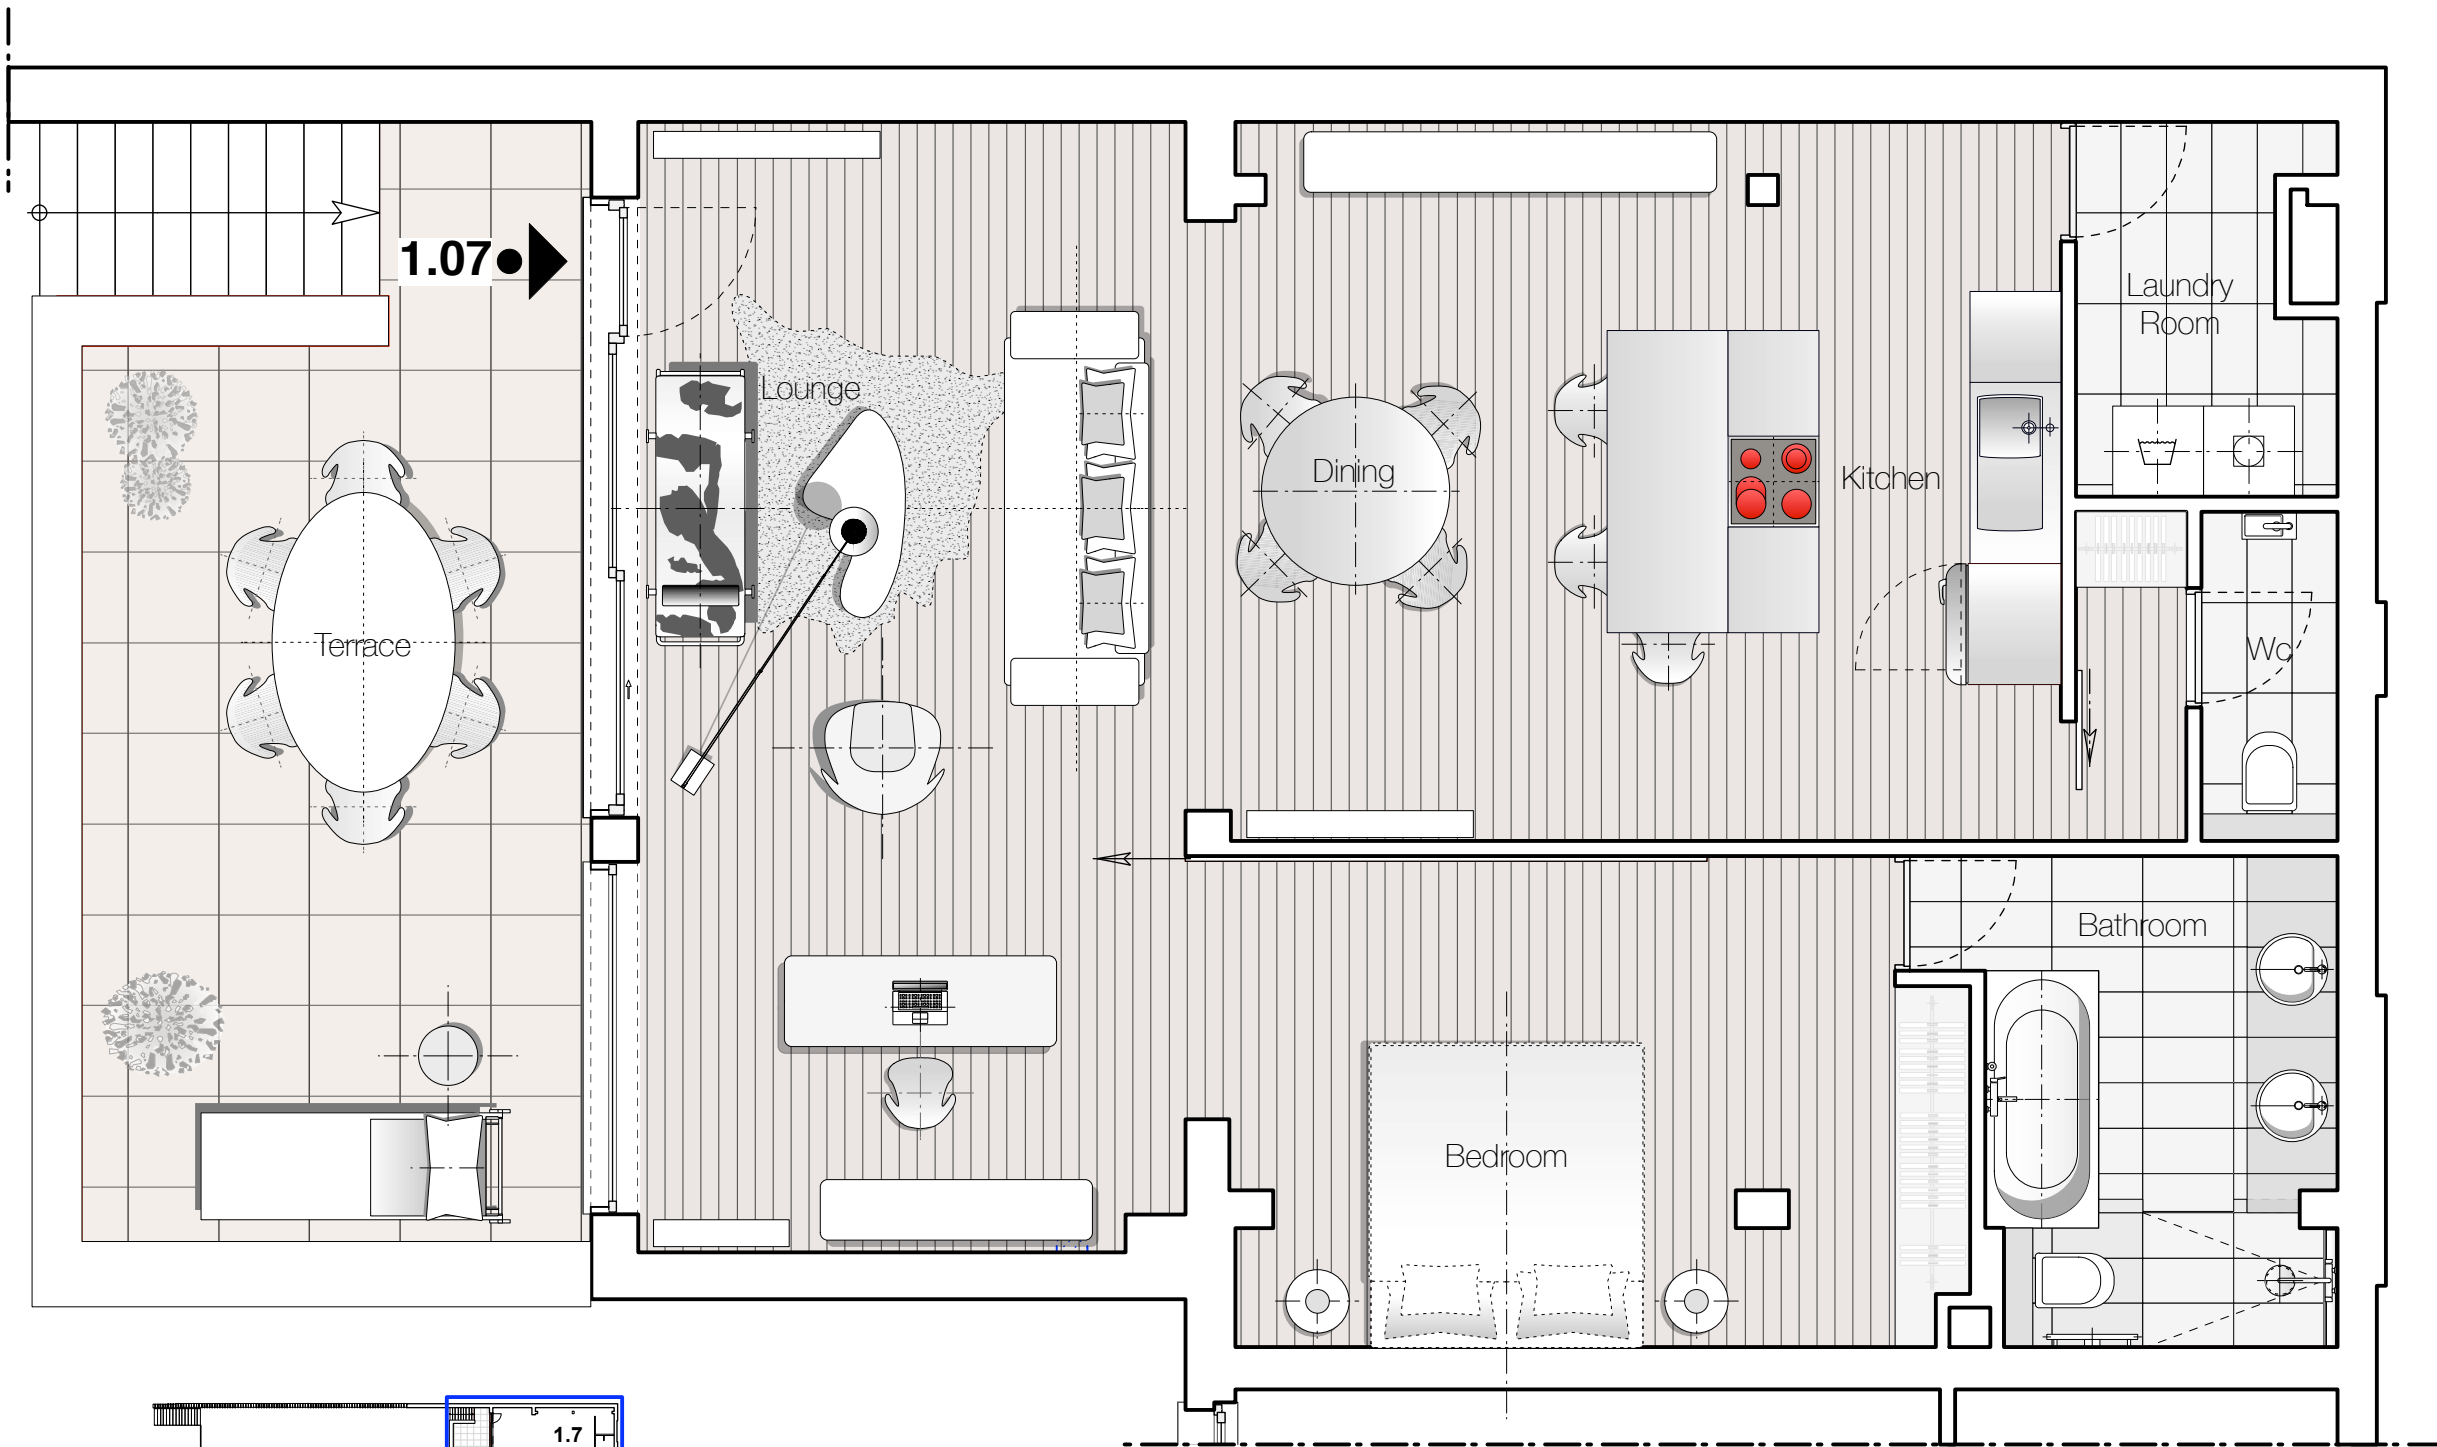 1.07
Laundry
Room
Lounge
Dining
Kitchen
Terrace
Wc
Bathroom
Bedroom
1.7